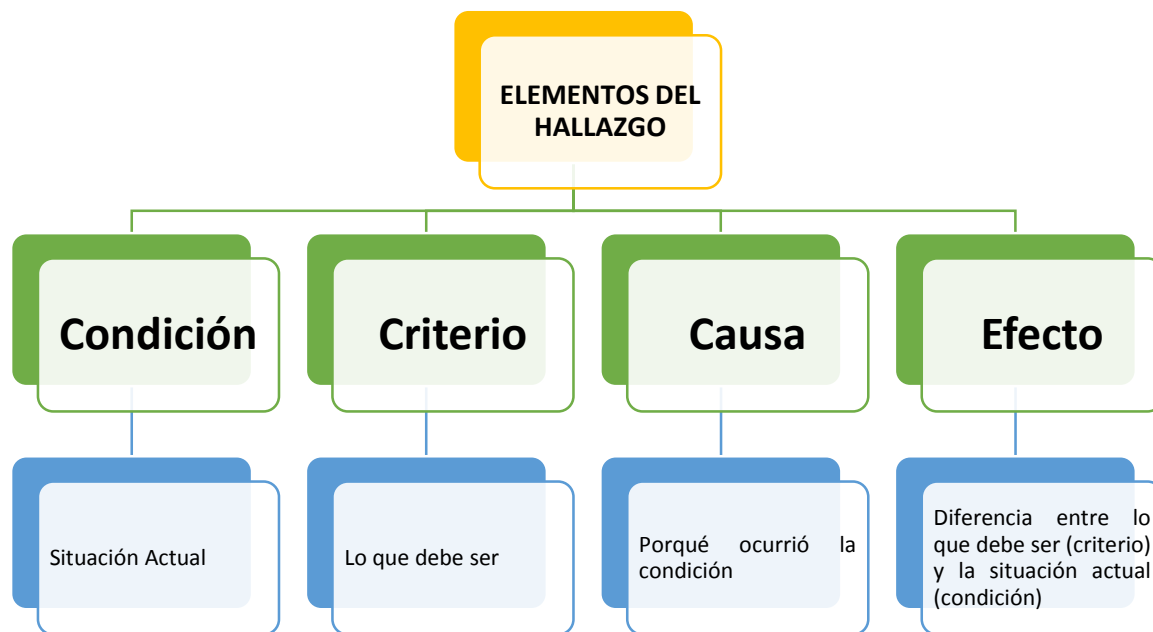 ELEMENTOS DEL
HALLAZGO
Condición
Criterio
Causa
Efecto
Situación Actual
Lo que debe ser
Porqué ocurrió la
condición
Diferencia entre lo
que debe ser (criterio)
y la situación actual
(condición)